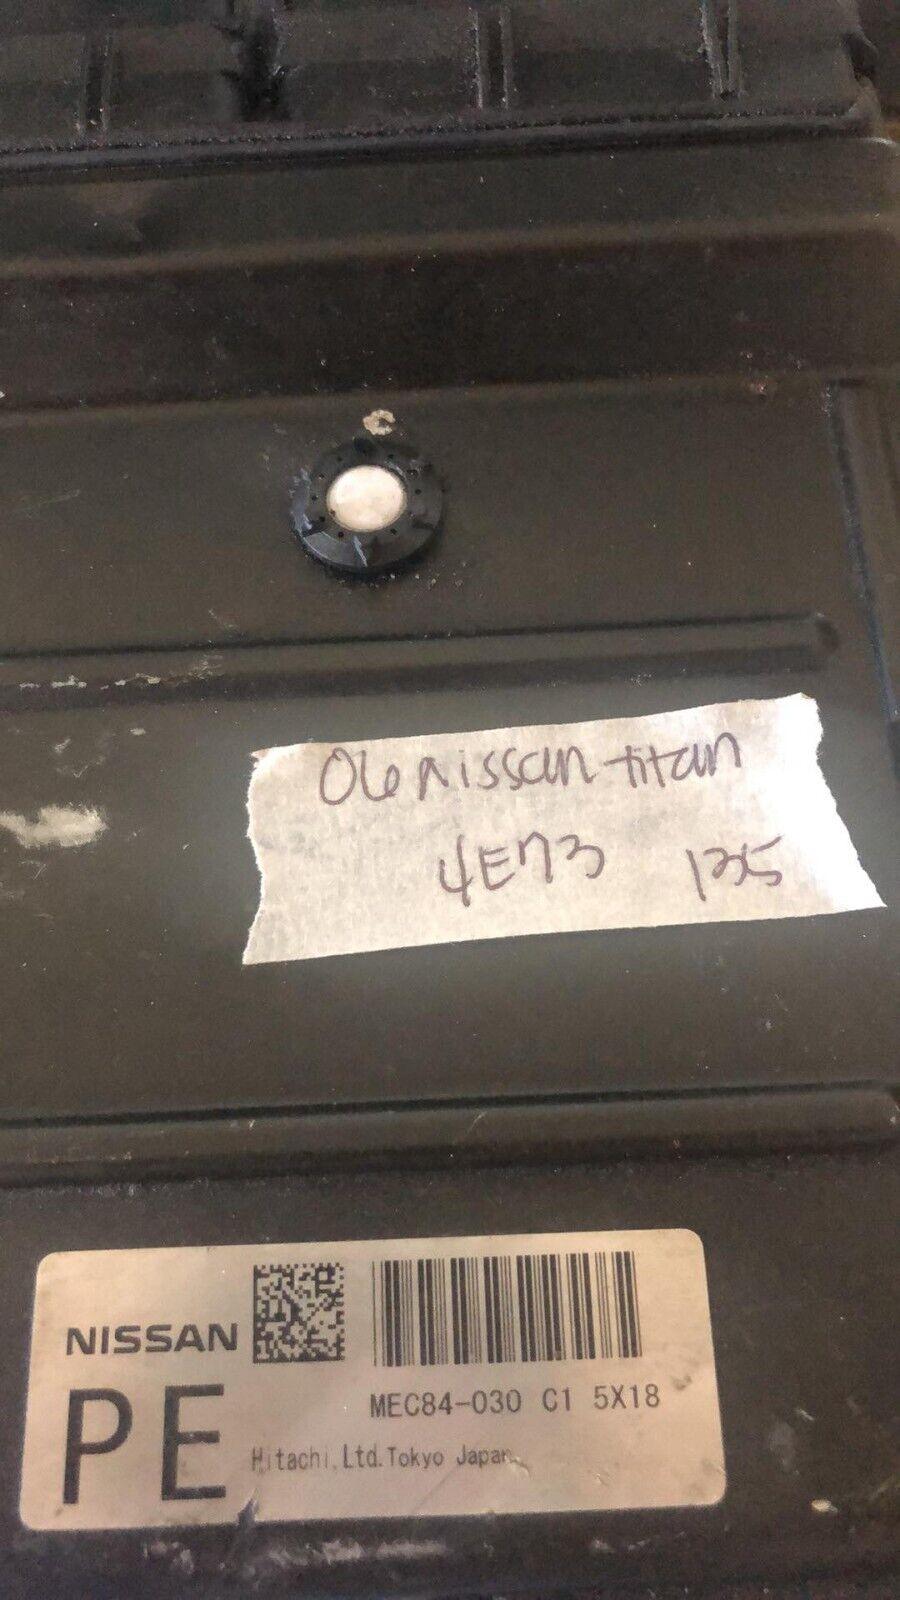 06 nissan titan
4E73 135
NISSAN
PE
MEC84-030 C1 5X18
Hitachi, Ltd. Tokyo Japan.